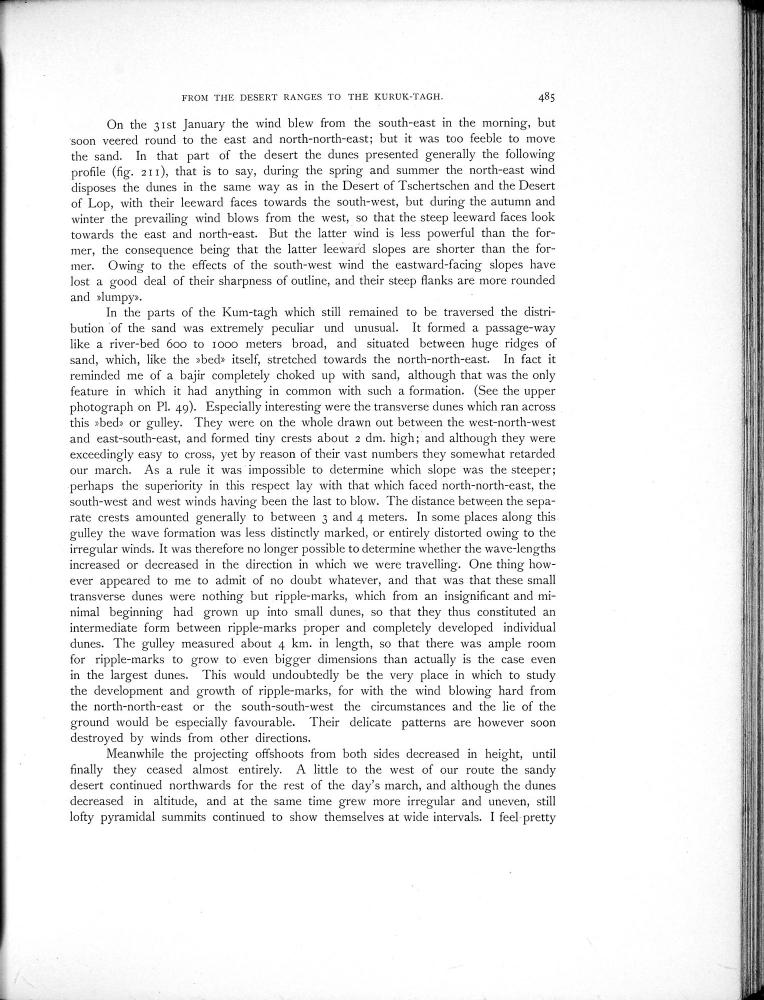 FROM THE DESERT RANGES TO THE KURUK-TAGH. 485
On the 31st January the wind blew from the south-east in the morning, but
soon veered round to the east and north-north-east; but it was too feeble to move
the sand. In that part of the desert the dunes presented generally the following
profile (fig. 211), that is to say, during the spring and summer the north-east wind
disposes the dunes in the same way as in the Desert of Tschertschen and the Desert
of Lop, with their leeward faces towards the south-west, but during the autumn and
winter the prevailing wind blows from the west, so that the steep leeward faces look
towards the east and north-east. But the latter wind is less powerful than the for-
mer, the consequence being that the latter leeward slopes are shorter than the for-
mer. Owing to the effects of the south-west wind the eastward-facing slopes have
lost a good deal of their sharpness of outline, and their steep flanks are more rounded
and »lumpy».
In the parts of the Kum-tagh which still remained to be traversed the distri-
bution of the sand was extremely peculiar und unusual. It formed a passage-way
like a river-bed 600 to 1000 meters broad, and situated between huge ridges of
sand, which, like the »bed» itself, stretched towards the north-north-east. In fact it
reminded me of a bajir completely choked up with sand, although that was the only
feature in which it had anything in common with such a formation. (See the upper
photograph on Pl. 49). Especially interesting were the transverse dunes which ran across
this »bed» or gulley. They were on the whole drawn out between the west-north-west
and east-south-east, and formed tiny crests about 2 dm. high; and although they were
exceedingly easy to cross, yet by reason of their vast numbers they somewhat retarded
our march. As a rule it was impossible to determine which slope was the steeper;
perhaps the superiority in this respect lay with that which faced north-north-east, the
south-west and west winds having been the last to blow. The distance between the sepa-
rate crests amounted generally to between 3 and 4 meters. In some places along this
gulley the wave formation was less distinctly marked, or entirely distorted owing to the
irregular winds. It was therefore no longer possible to determine whether the wave-lengths
increased or decreased in the direction in which we were travelling. One thing how-
ever appeared to me to admit of no doubt whatever, and that was that these small
transverse dunes were nothing but ripple-marks, which from an insignificant and mi-
nimal beginning had grown up into small dunes, so that they thus constituted an
intermediate form between ripple-marks proper and completely developed individual
dunes. The gulley measured about 4 km. in length, so that there was ample room
for ripple-marks to grow to even bigger dimensions than actually is the case even
in the largest dunes. This would undoubtedly be the very place in which to study
the development and growth of ripple-marks, for with the wind blowing hard from
the north-north-east or the south-south-west the circumstances and the lie of the
ground would be especially favourable. Their delicate patterns are however soon
destroyed by winds from other directions.
Meanwhile the projecting offshoots from both sides decreased in height, until
finally they ceased almost entirely. A little to the west of our route the sandy
desert continued northwards for the rest of the day's march, and although the dunes
decreased in altitude, and at the same time grew more irregular and uneven, still
lofty pyramidal summits continued to show themselves at wide intervals. I feel pretty